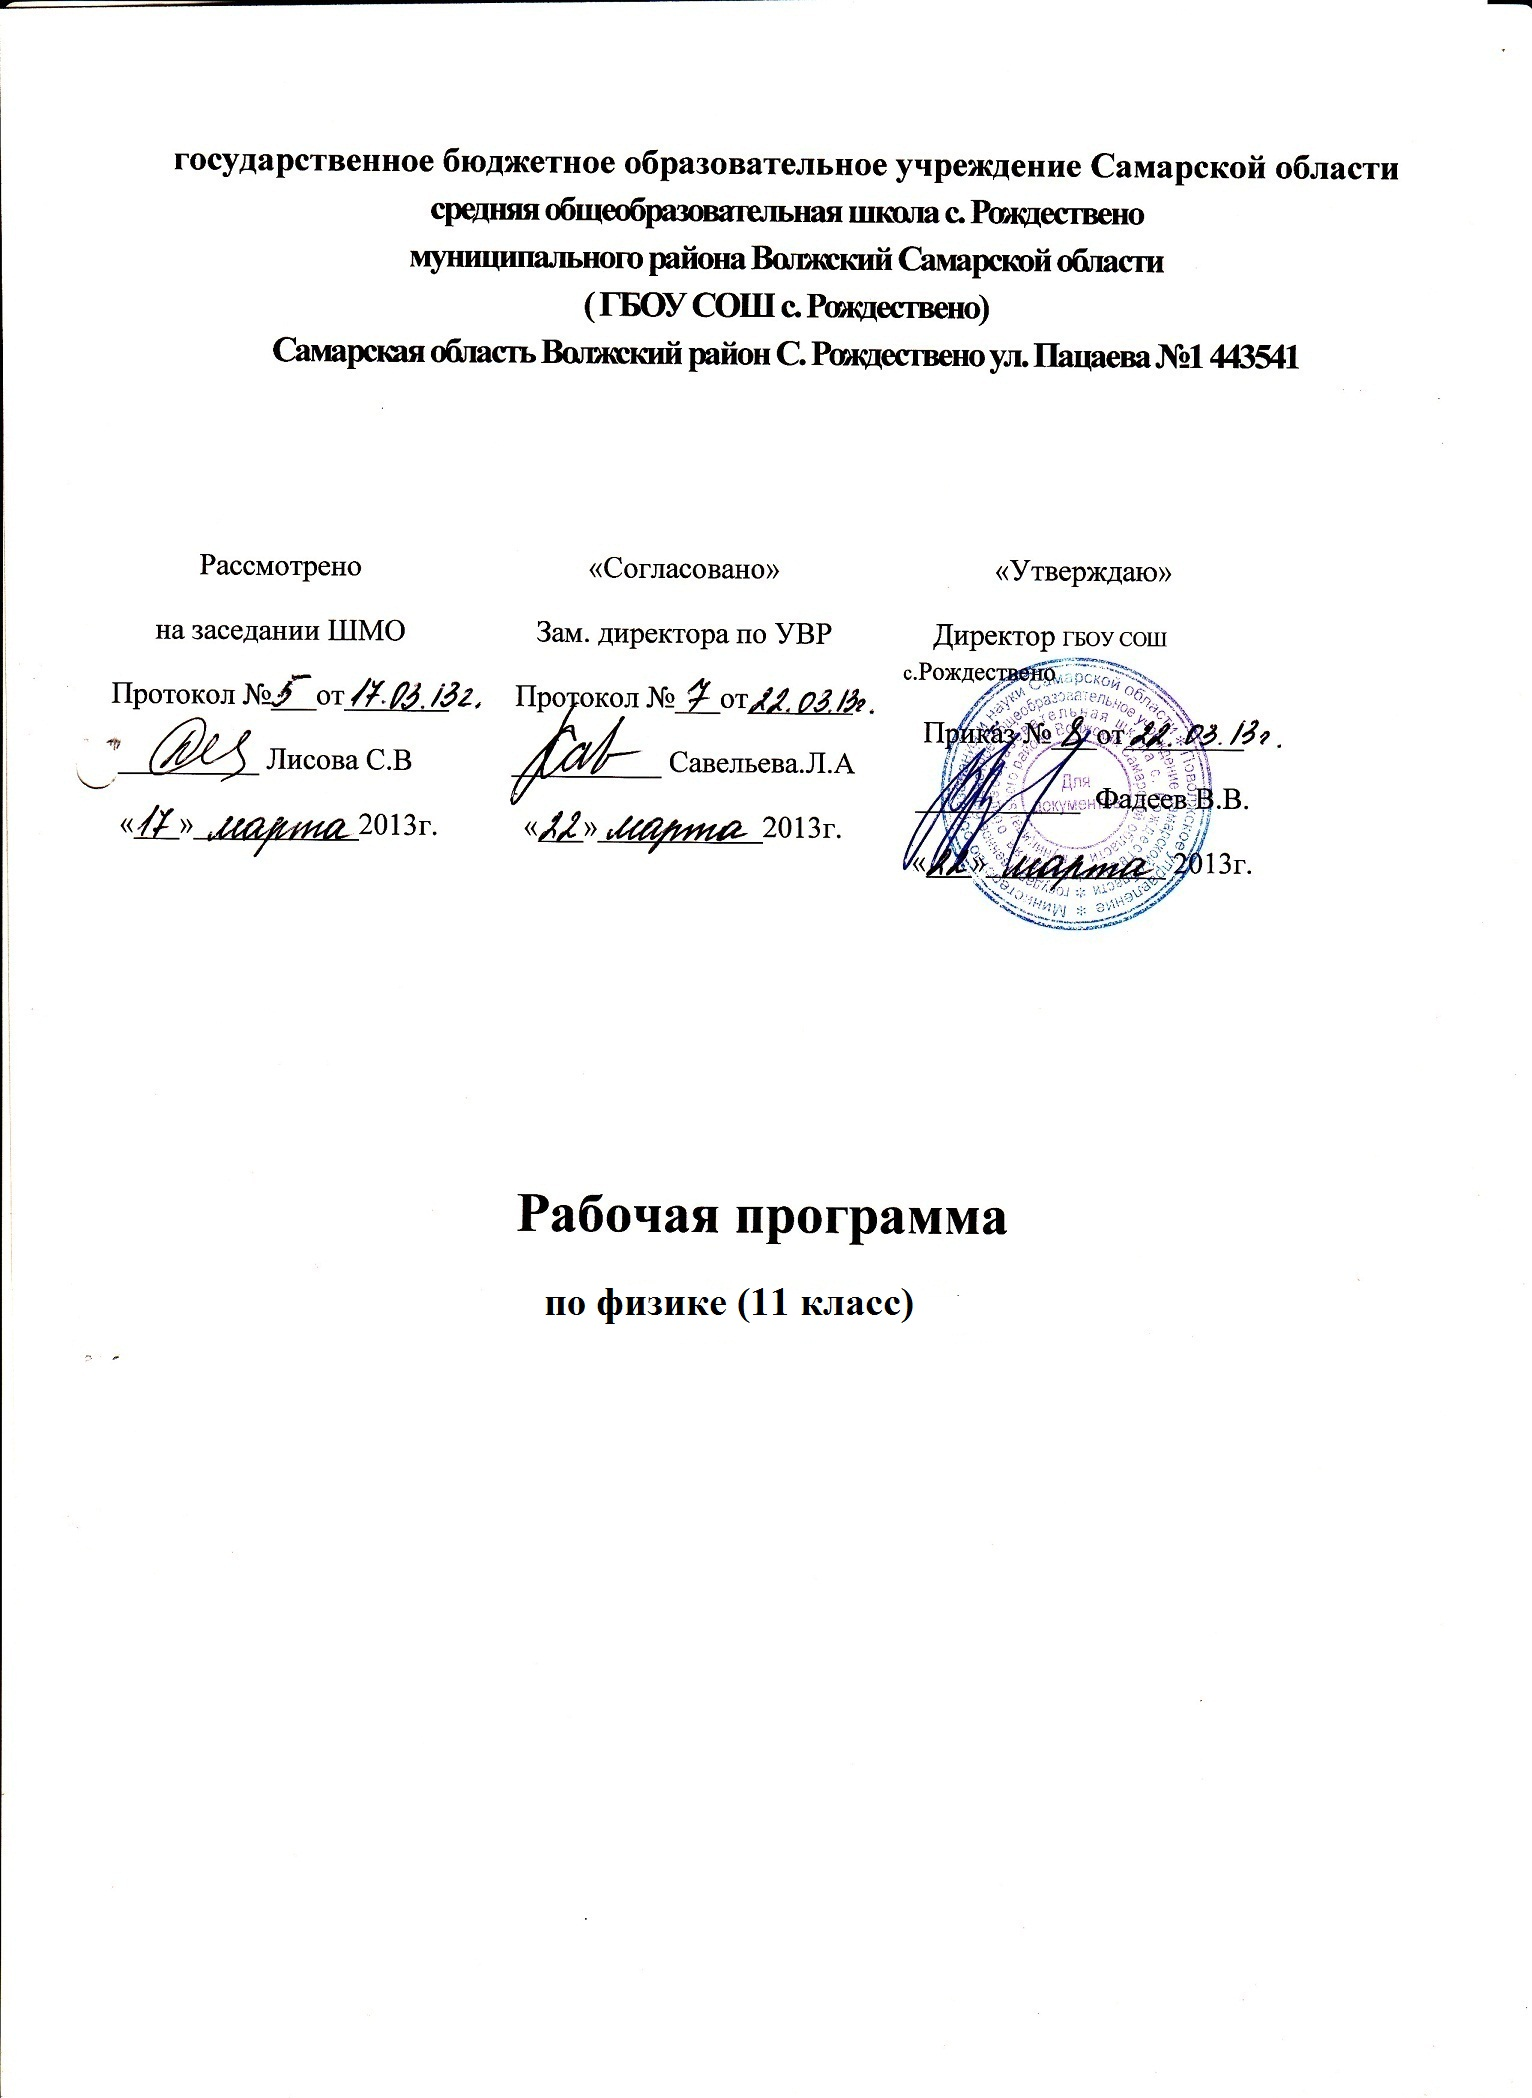 государственное бюджетное образовательное учреждение Самарской области
средняя общеобразовательная школа с. Рождествено
муниципального района Волжский Самарской области
( ГБОУ СОШ с. Рождествено)
Самарская область Волжский район С. Рождествено ул. Пацаева №1 443541
Рассмотрено
на заседании ШМО
Протокол № 5 от 17.03.13г.
Лисова С.В
«17» марта 2013г.
«Согласовано»
Зам. директора по УВР
Протокол № 7 от 22.03.13г.
Савельева.Л.А
«22» марта 2013г.
«Утверждаю»
Директор ГБОУ СОШ
с.Рождествено
Приказ № 8 от 22.03.13г.
Фадеев В.В.
«22» марта 2013г.
Для
документов
Рабочая программа
по физике (11 класс)